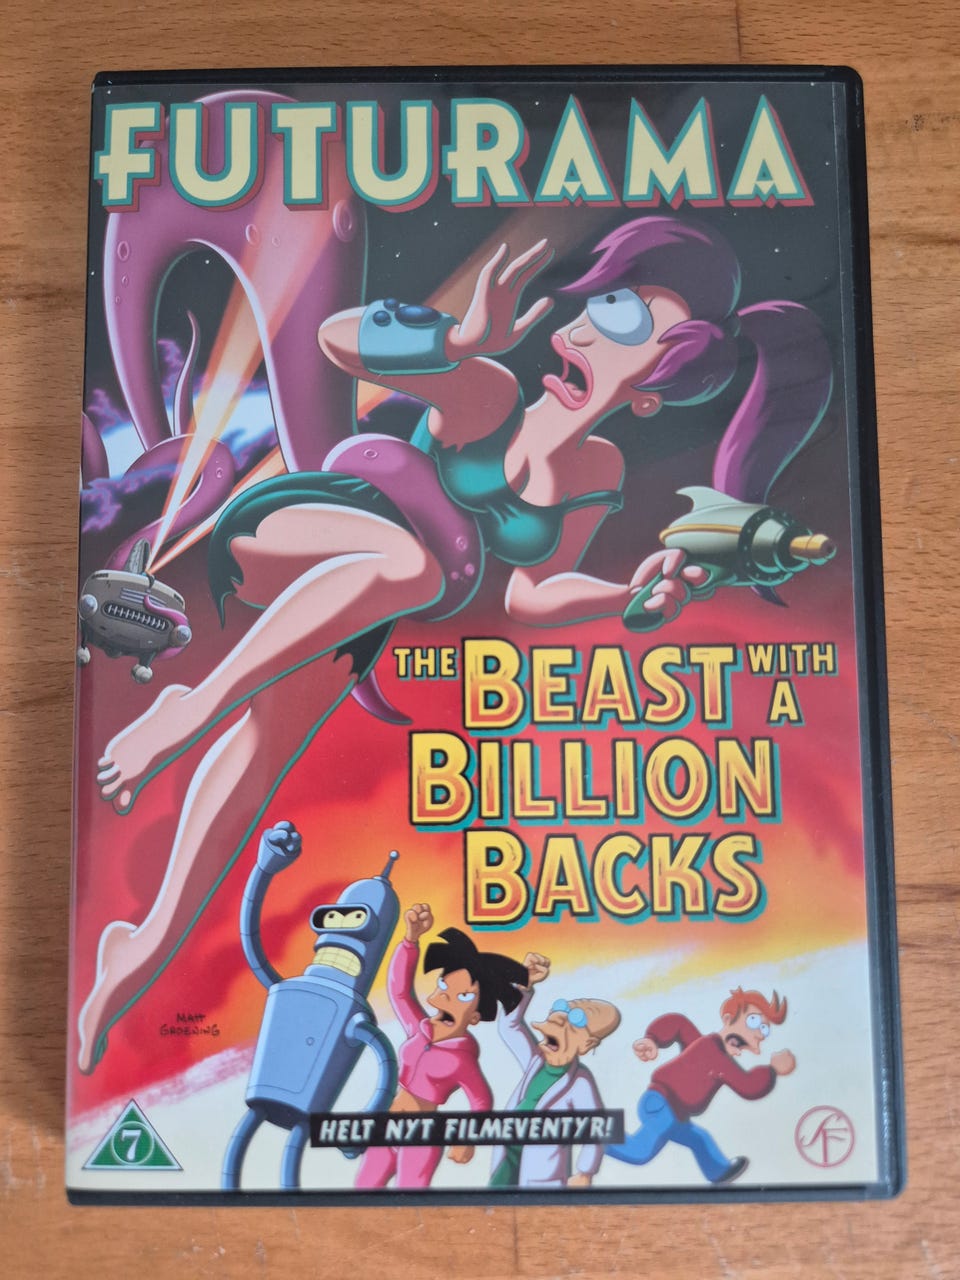 FUTURAMA
THE BEAST WITH A
BILLION
BACKS
MATT
GROENING
HELT NYT FILMEVENTYR!
7
SF